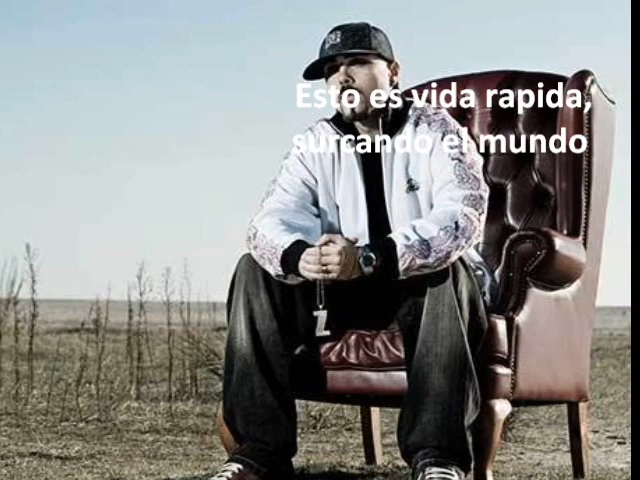 Esto es vida rapida,
surcando el mundo
Z